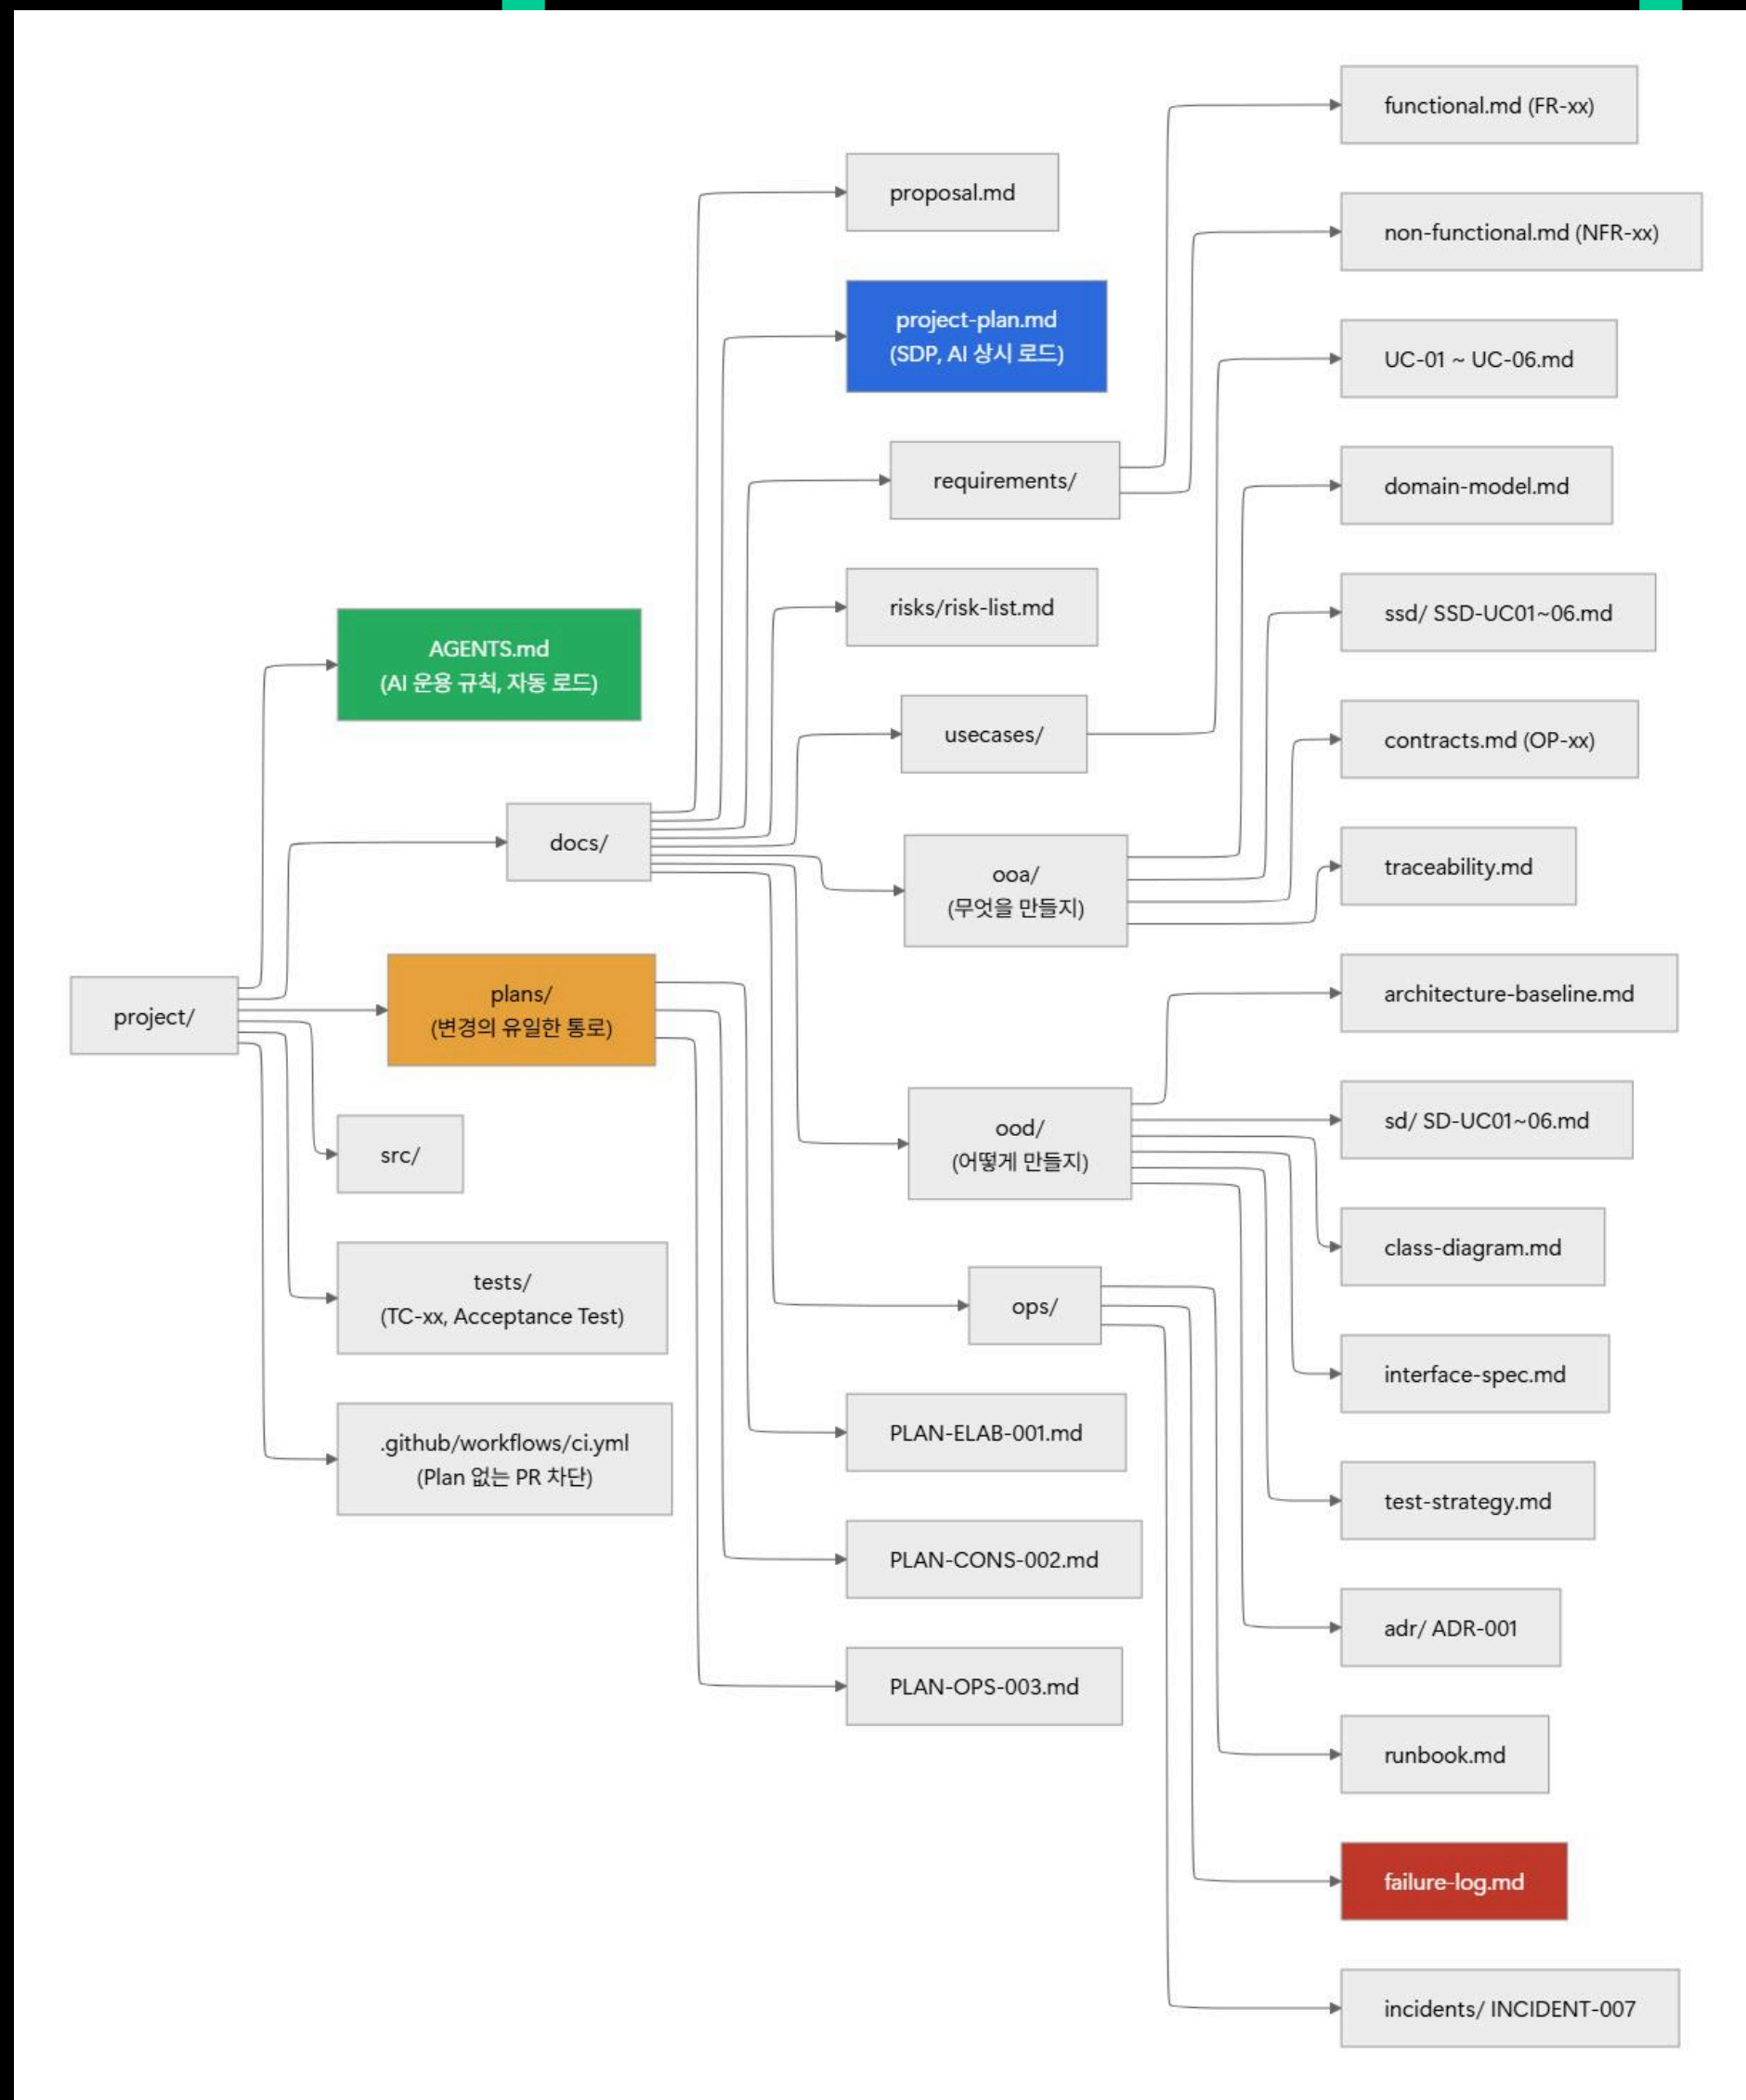 project/
AGENTS.md
(AI 운용 규칙, 자동 로드)
docs/
plans/
(변경의 유일한 통로)
src/
tests/
(TC-xx, Acceptance Test)
.github/workflows/ci.yml
(Plan 없는 PR 차단)
proposal.md
project-plan.md
(SDP, AI 상시 로드)
requirements/
risks/risk-list.md
usecases/
ooa/
(무엇을 만들지)
ood/
(어떻게 만들지)
ops/
PLAN-ELAB-001.md
PLAN-CONS-002.md
PLAN-OPS-003.md
functional.md (FR-xx)
non-functional.md (NFR-xx)
UC-01 ~ UC-06.md
domain-model.md
ssd/ SSD-UC01~06.md
contracts.md (OP-xx)
traceability.md
architecture-baseline.md
sd/ SD-UC01~06.md
class-diagram.md
interface-spec.md
test-strategy.md
adr/ ADR-001
runbook.md
failure-log.md
incidents/ INCIDENT-007